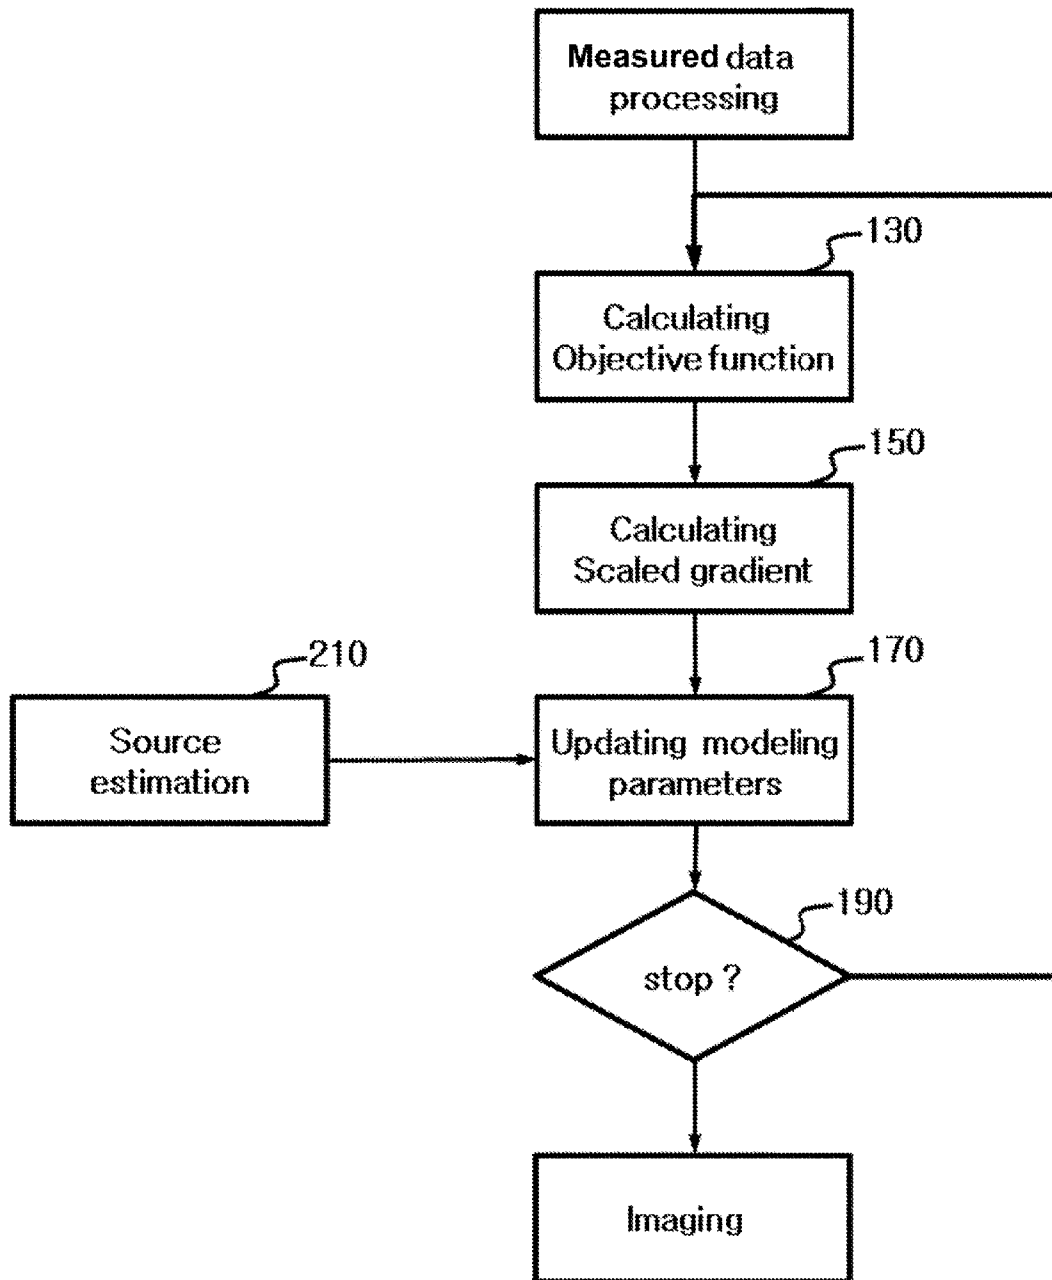 Measured data
processing
130
Calculating
Objective function
150
Calculating
Scaled gradient
210
170
Source
estimation
Updating modeling
parameters
190
stop ?
Imaging